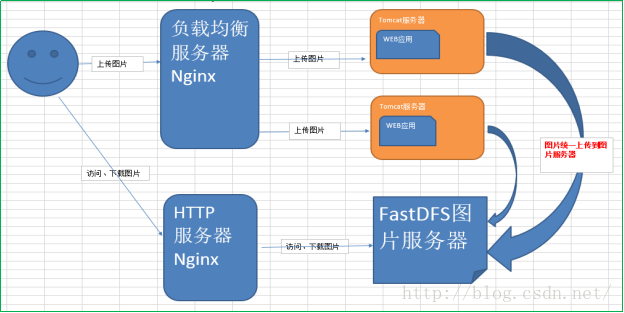 负载均衡
服务器
Nginx
上传图片
上传图片
上传图片
Tomcat服务器
WEB应用
Tomcat服务器
WEB应用
图片统一上传到图
片服务器
访问、下载图片
HTTP
服务器
Nginx
访问、下载图片
FastDFS图
片服务器
http://blog.csdn.net/